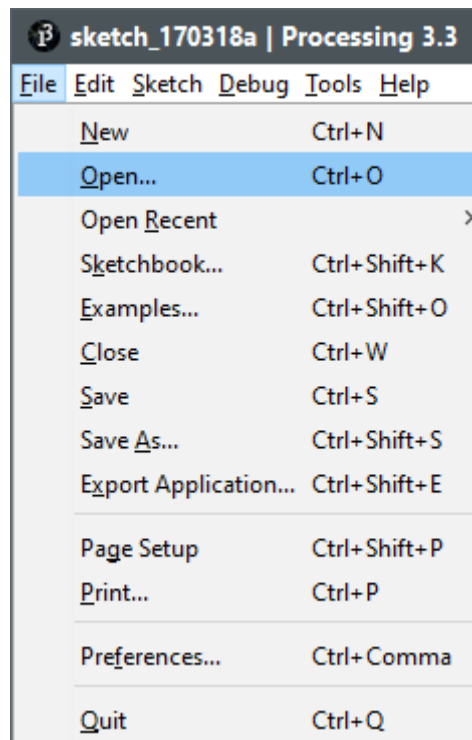 sketch_170318a | Processing 3.3
File Edit Sketch Debug Tools Help
New Ctrl+N
Open... Ctrl+O
Open Recent
Sketchbook... Ctrl+Shift+K
Examples... Ctrl+Shift+O
Close Ctrl+W
Save Ctrl+S
Save As... Ctrl+Shift+S
Export Application... Ctrl+Shift+E
Page Setup Ctrl+Shift+P
Print... Ctrl+P
Preferences... Ctrl+Comma
Quit Ctrl+Q